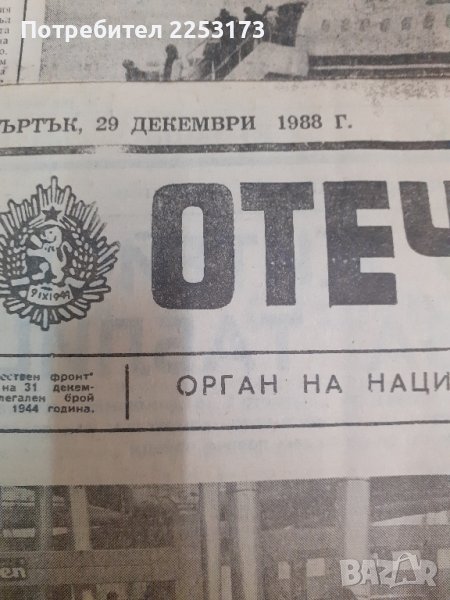 Потребител 2253173
ЪРТЪК, 29 ДЕКЕМВРИ 1988 Г.
ОТЕЧ
9 IX 1944
ествен фронт"
на 31 декем-
легален брой
1944 година.
ОРГАН НА НАЦИ
BAZAR